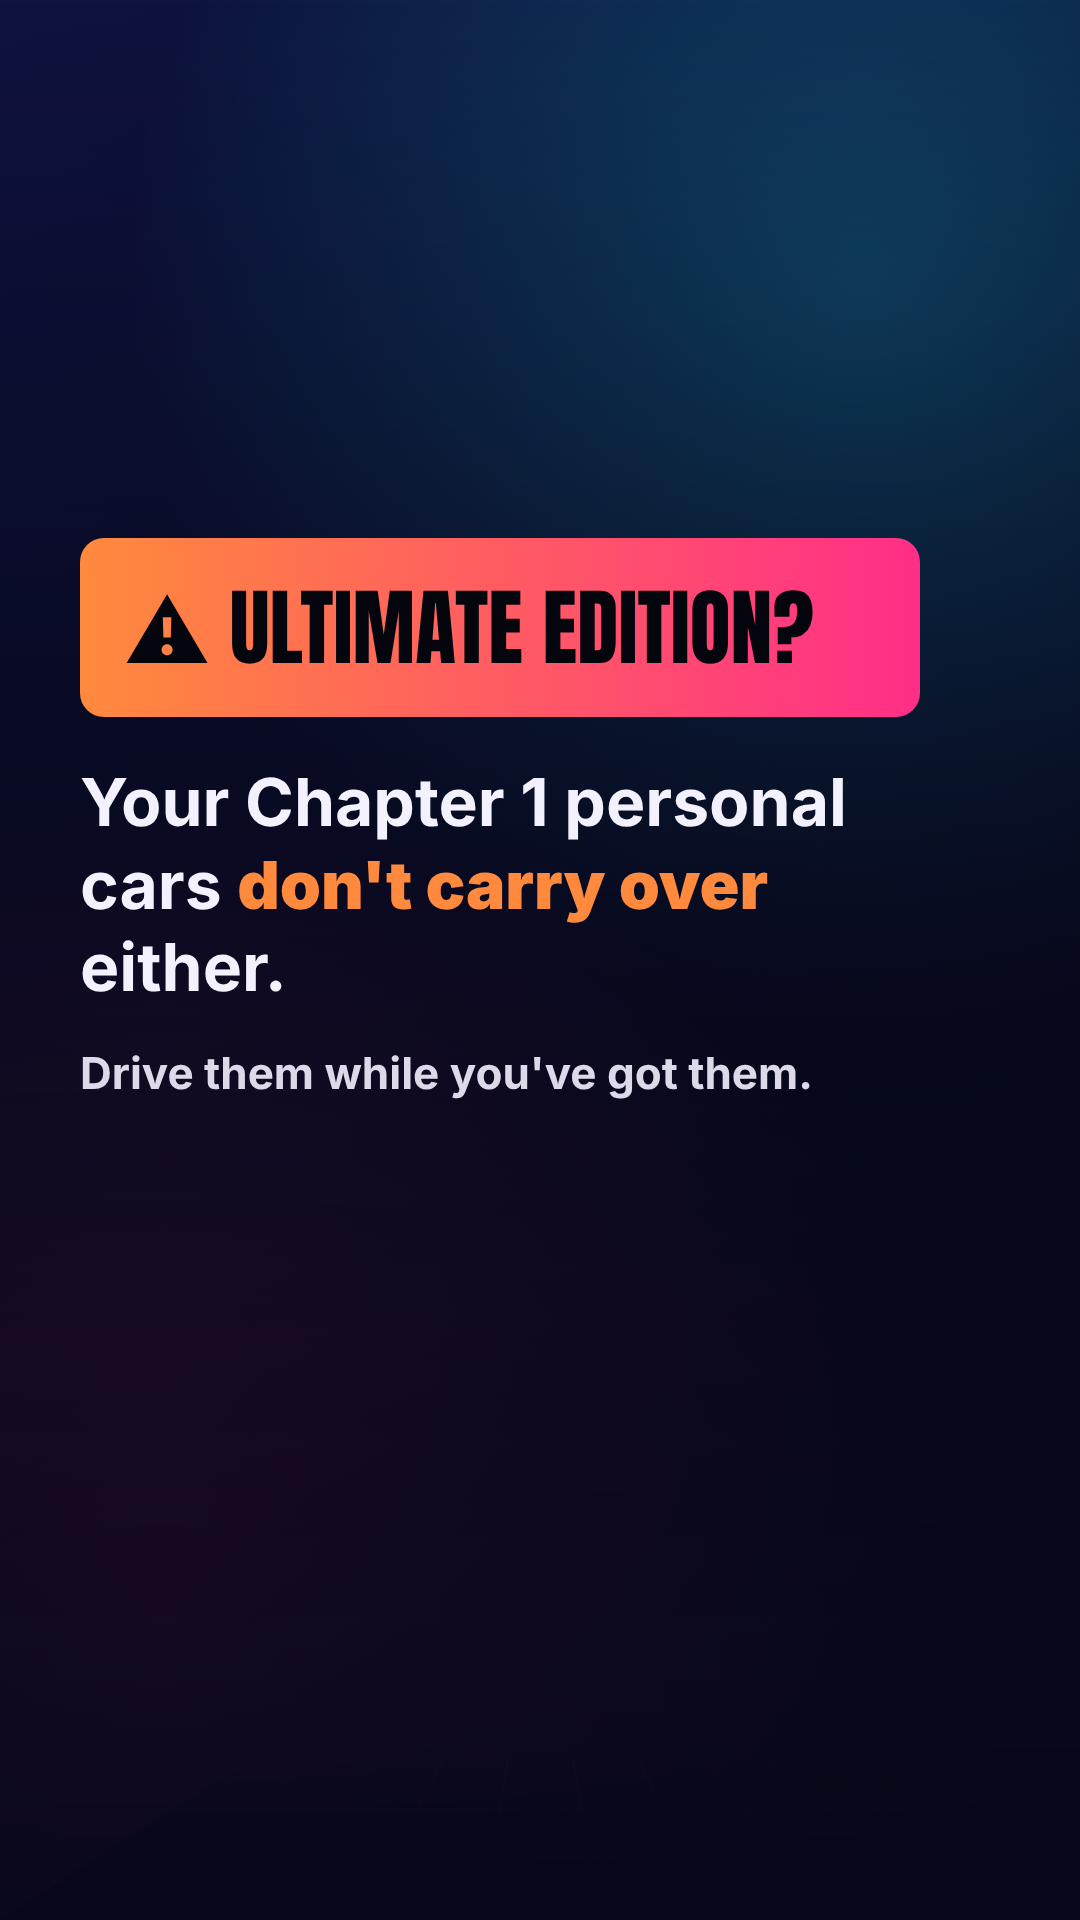 ⚠ ULTIMATE EDITION?
Your Chapter 1 personal
cars don't carry over
either.
Drive them while you've got them.